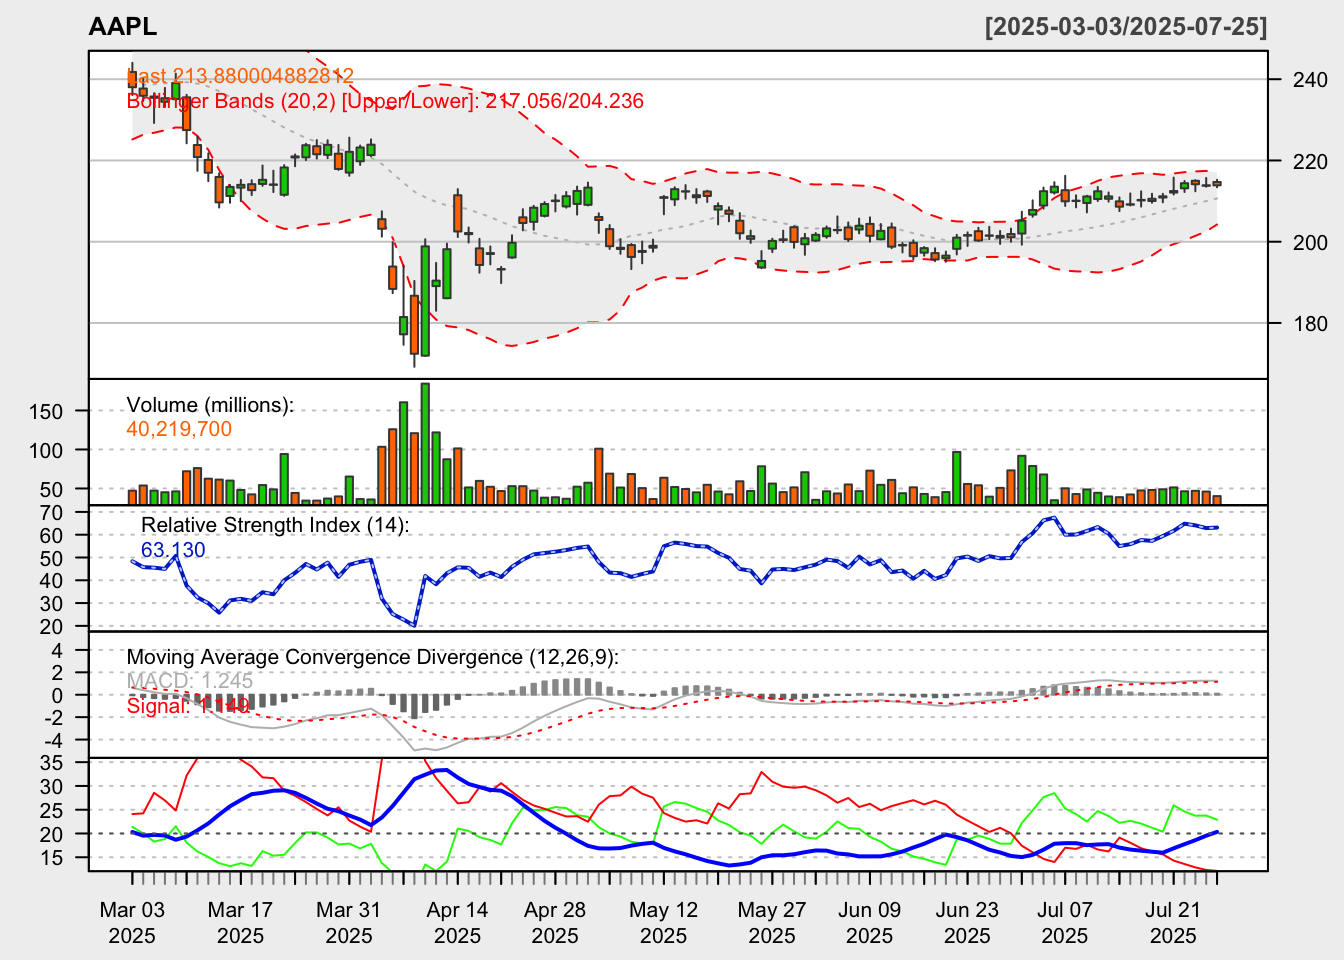 AAPL [2025-03-03/2025-07-25]
Last 213.880004882812
Bollinger Bands (20,2) [Upper/Lower]: 217.056/204.236
240
220
200
180
Volume (millions):
40,219,700
150
100
50
Relative Strength Index (14):
63.130
70
60
50
40
30
20
Moving Average Convergence Divergence (12,26,9):
MACD: 1.245
Signal: 1.149
4
2
0
-2
-4
35
30
25
20
15
Mar 03 Mar 17 Mar 31 Apr 14 Apr 28 May 12 May 27 Jun 09 Jun 23 Jul 07 Jul 21
2025 2025 2025 2025 2025 2025 2025 2025 2025 2025 2025